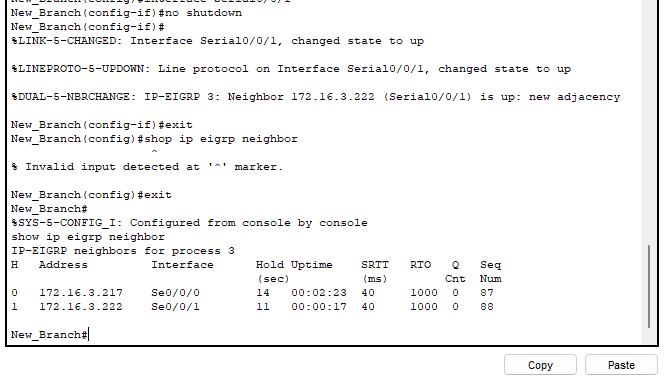 New_Branch(config-if)#no shutdown
New_Branch(config-if)#
%LINK-5-CHANGED: Interface Serial0/0/1, changed state to up
%LINEPROTO-5-UPDOWN: Line protocol on Interface Serial0/0/1, changed state to up
%DUAL-5-NBRCHANGE: IP-EIGRP 3: Neighbor 172.16.3.222 (Serial0/0/1) is up: new adjacency
New_Branch(config-if)#exit
New_Branch(config)#shop ip eigrp neighbor
^
% Invalid input detected at '^' marker.
New_Branch(config)#exit
New_Branch#
%SYS-5-CONFIG_I: Configured from console by console
show ip eigrp neighbor
IP-EIGRP neighbors for process 3
H Address Interface Hold Uptime SRTT RTO Q Seq
(sec) (ms) Cnt Num
0 172.16.3.217 Se0/0/0 14 00:02:23 40 1000 0 87
1 172.16.3.222 Se0/0/1 11 00:00:17 40 1000 0 88
New_Branch#
Copy Paste